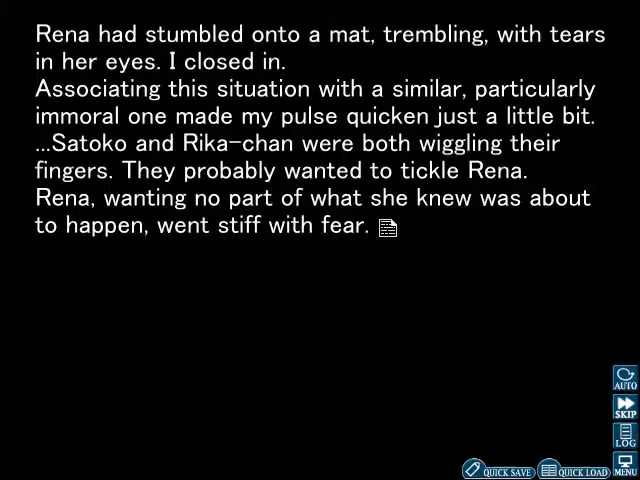 Rena had stumbled onto a mat, trembling, with tears
in her eyes. I closed in.
Associating this situation with a similar, particularly
immoral one made my pulse quicken just a little bit.
...Satoko and Rika-chan were both wiggling their
fingers. They probably wanted to tickle Rena.
Rena, wanting no part of what she knew was about
to happen, went stiff with fear.
AUTO
SKIP
LOG
MENU
QUICK SAVE
QUICK LOAD